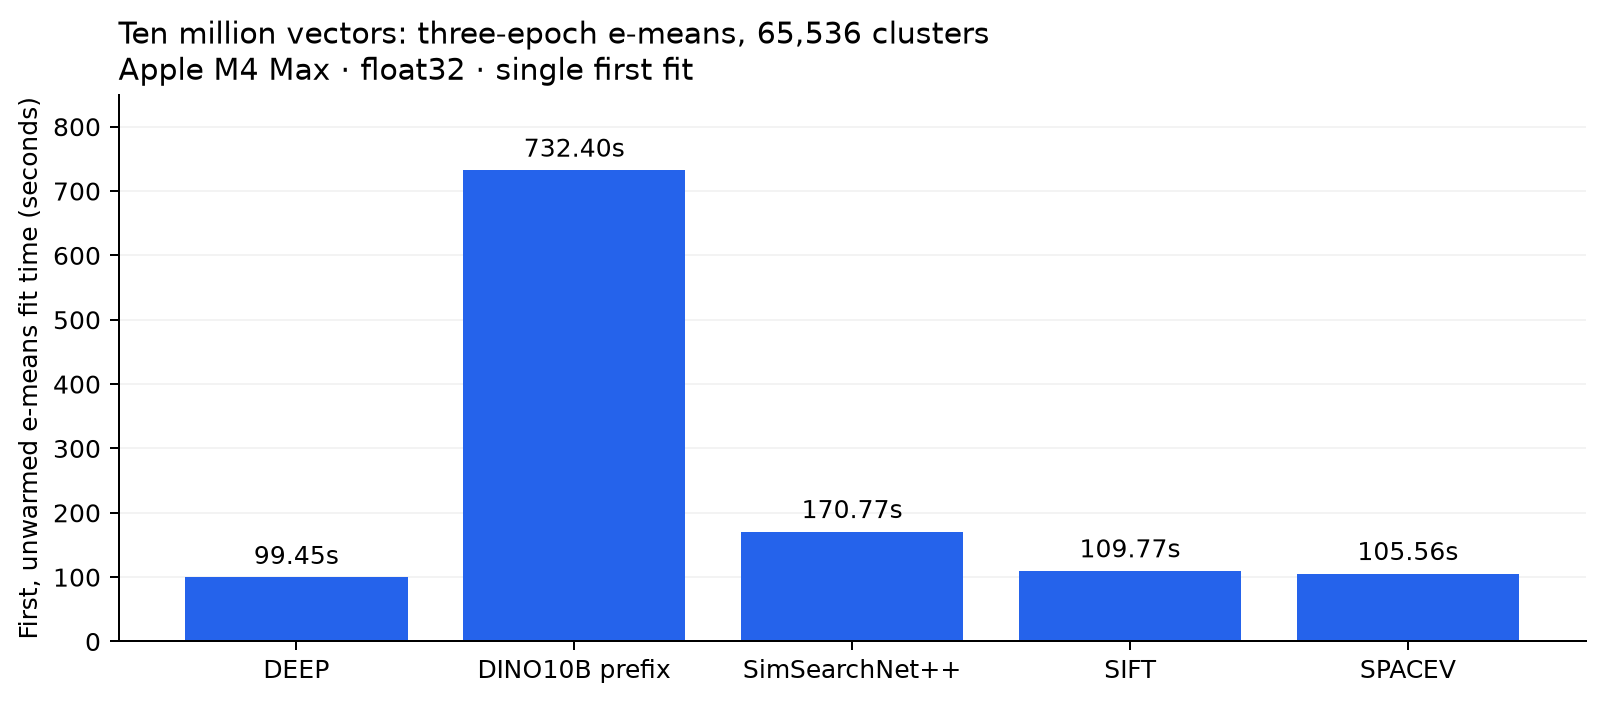 Ten million vectors: three-epoch e-means, 65,536 clusters
Apple M4 Max · float32 · single first fit
First, unwarmed e-means fit time (seconds)
800
700
600
500
400
300
200
100
0
99.45s
732.40s
170.77s
109.77s
105.56s
DEEP
DINO10B prefix
SimSearchNet++
SIFT
SPACEV